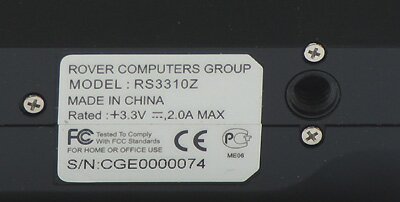 ROVER COMPUTERS GROUP
MODEL : RS3310Z
MADE IN CHINA
Rated : +3.3V ⎓,2.0A MAX
FC Tested To Comply
With FCC Standards
FOR HOME OR OFFICE USE
CE
ME06
S/N:CGE0000074